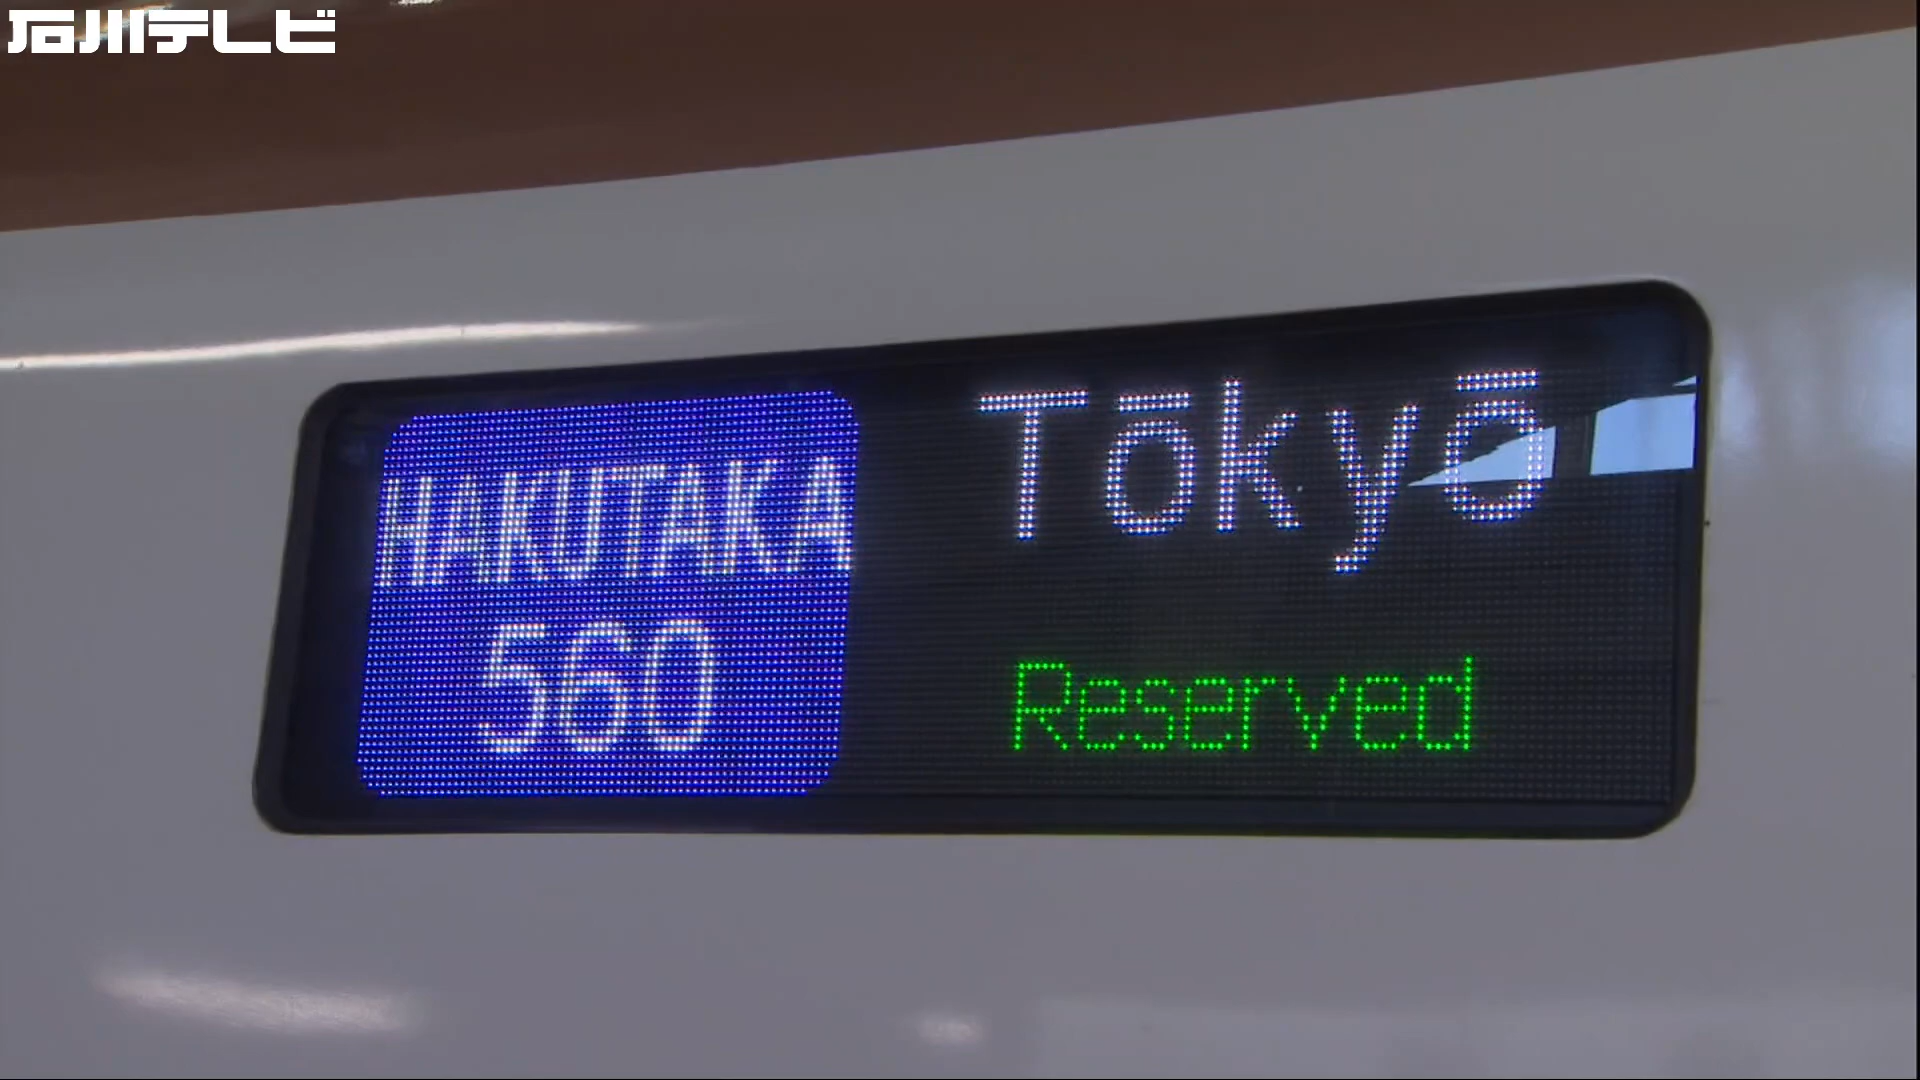 石川テレビ
HAKUTAKA
560
Tōkyō
Reserved